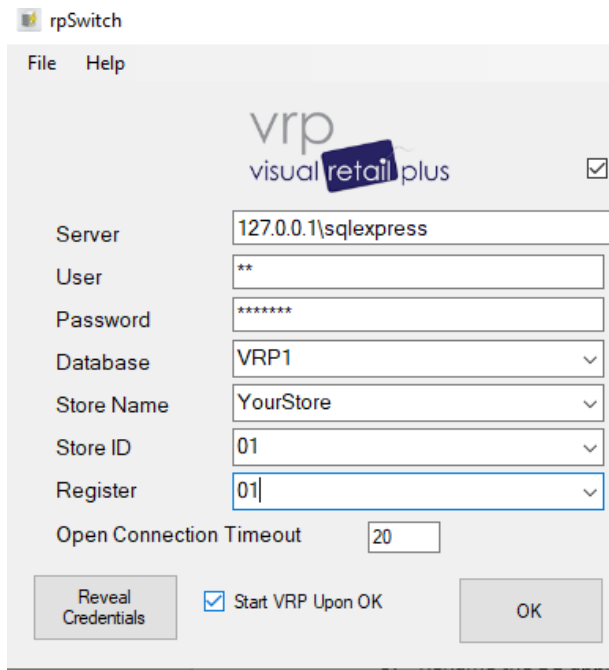 rpSwitch
File Help
vrp
visual retail plus
Server 127.0.0.1\sqlexpress
User **
Password *******
Database VRP1
Store Name YourStore
Store ID 01
Register 01
Open Connection Timeout 20
Reveal
Credentials
Start VRP Upon OK
OK